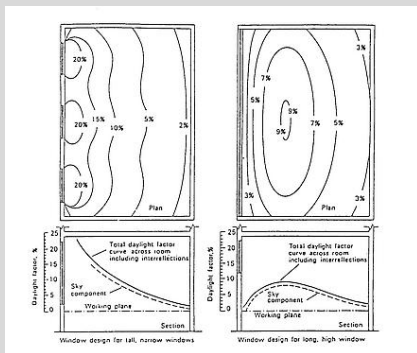 20%
20%
20%
15%
10%
5%
2%
Plan
3%
7%
5%
9%
9%
7%
5%
3%
3%
3%
Plan
Daylight factor, %
25
20
15
10
5
0
Total daylight factor
curve across room
including interreflections
Sky
component
Working plane
Section
Window design for tall, narrow windows
Daylight factor, %
25
20
15
10
5
0
Total daylight factor
curve across room
including interreflections
Sky
component
Working plane
Section
Window design for long, high window